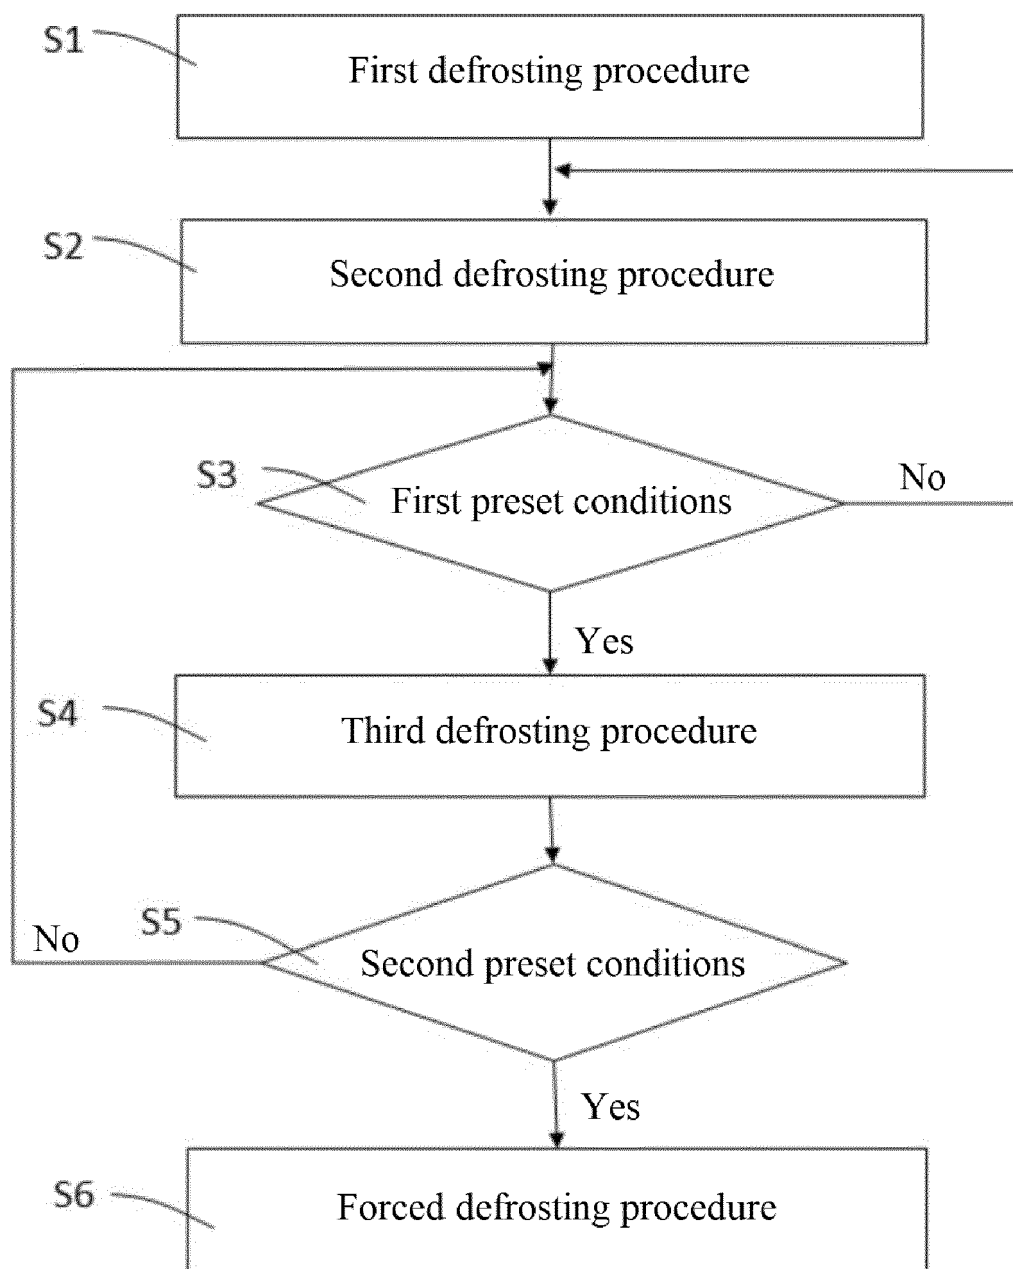 S1
First defrosting procedure
S2
Second defrosting procedure
S3
First preset conditions
No
Yes
S4
Third defrosting procedure
S5
No
Second preset conditions
Yes
S6
Forced defrosting procedure